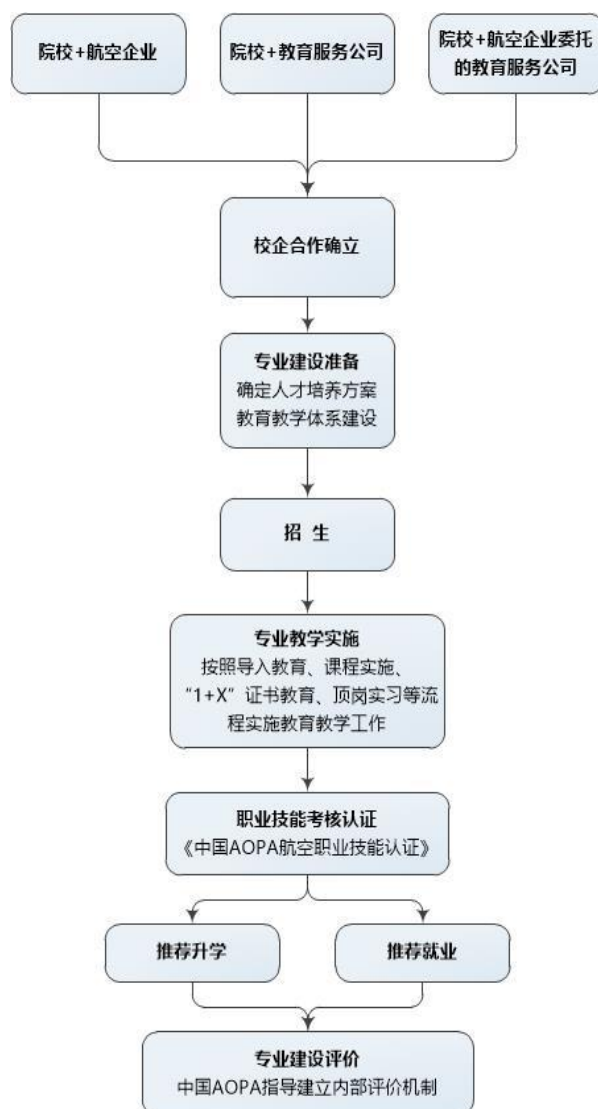 院校+航空企业
院校+教育服务公司
院校+航空企业委托
的教育服务公司
校企合作确立
专业建设准备
确定人才培养方案
教育教学体系建设
招 生
专业教学实施
按照导入教育、课程实施、
“1+X”证书教育、顶岗实习等流
程实施教育教学工作
职业技能考核认证
《中国AOPA航空职业技能认证》
推荐升学
推荐就业
专业建设评价
中国AOPA指导建立内部评价机制